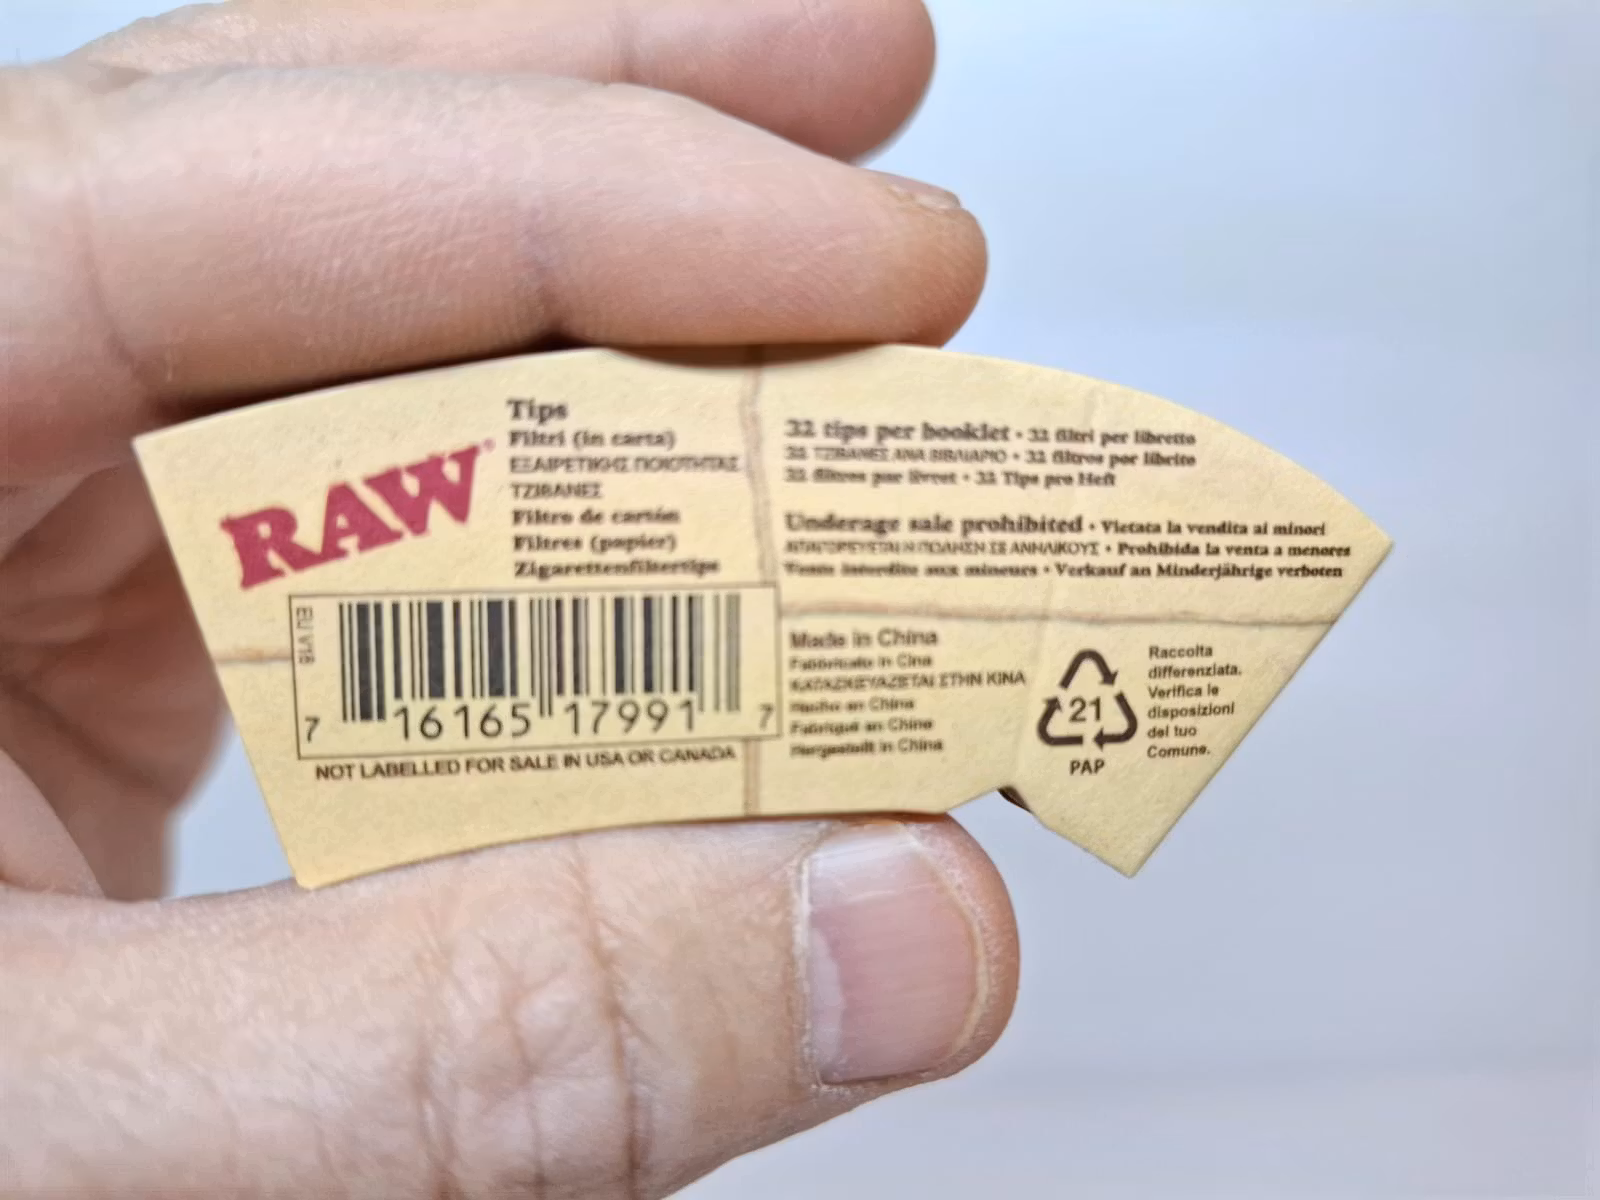 RAW®
Tips
Filtri (in carta)
ΕΞΑΙΡΕΤΙΚΗΣ ΠΟΙΟΤΗΤΑΣ
ΤΖΙΒΑΝΕΣ
Filtro de cartón
Filtres (papier)
Zigarettenfiltertips
EU V18
7 16165 17991 7
NOT LABELLED FOR SALE IN USA OR CANADA
32 tips per booklet • 32 filtri per libretto
32 ΤΖΙΒΑΝΕΣ ΑΝΑ ΒΙΒΛΙΑΡΙΟ • 32 filtros por librito
32 filtres par livret • 32 Tips pro Heft
Underage sale prohibited • Vietata la vendita ai minori
ΑΠΑΓΟΡΕΥΕΤΑΙ Η ΠΩΛΗΣΗ ΣΕ ΑΝΗΛΙΚΟΥΣ • Prohibida la venta a menores
Vente interdite aux mineurs • Verkauf an Minderjährige verboten
Made in China
Fabbricato in Cina
ΚΑΤΑΣΚΕΥΑΖΕΤΑΙ ΣΤΗΝ ΚΙΝΑ
Hecho en China
Fabriqué en Chine
Hergestellt in China
21
PAP
Raccolta
differenziata.
Verifica le
disposizioni
del tuo
Comune.